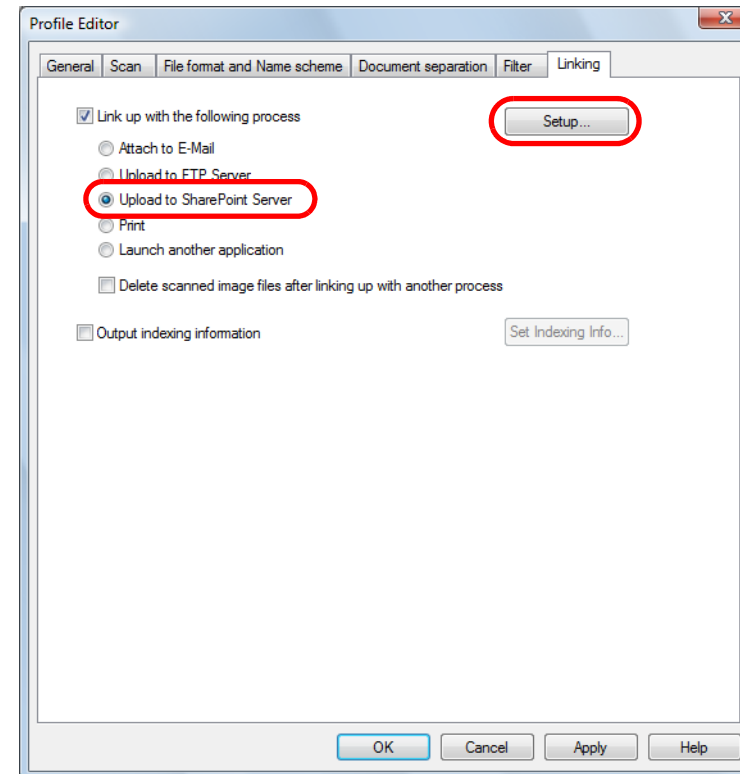 Profile Editor
General Scan File format and Name scheme Document separation Filter Linking
Link up with the following process Setup...
Attach to E-Mail
Upload to FTP Server
Upload to SharePoint Server
Print
Launch another application
Delete scanned image files after linking up with another process
Output indexing information Set Indexing Info...
OK Cancel Apply Help